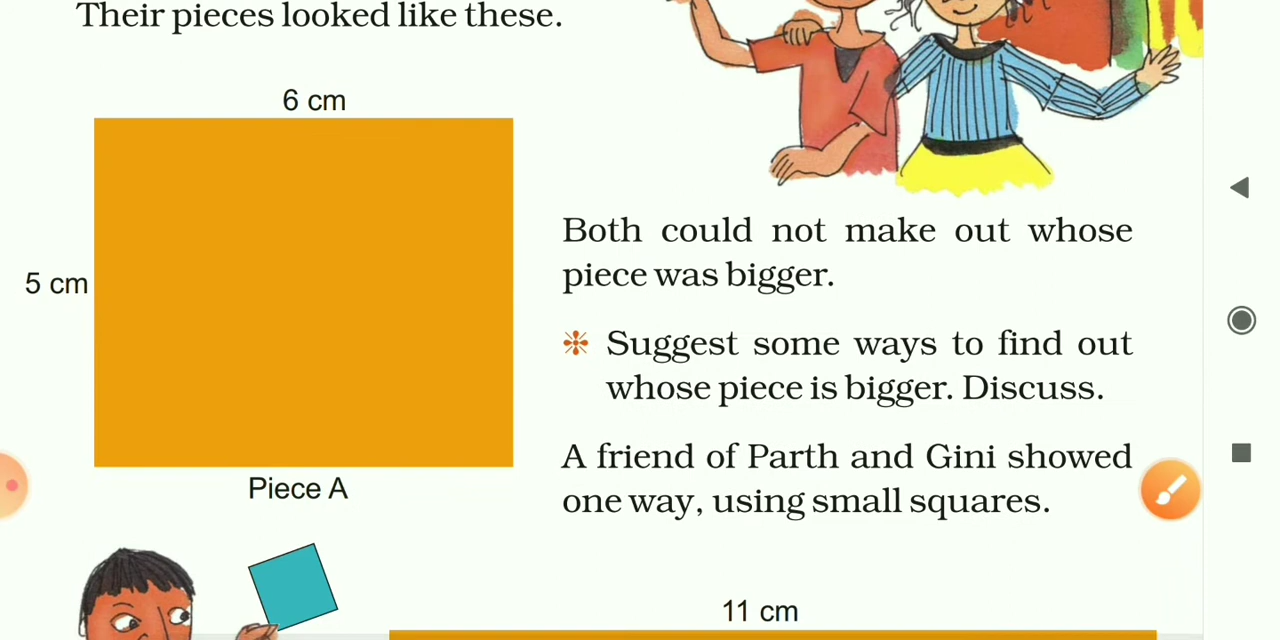 Their pieces looked like these.
6 cm
5 cm
Piece A
Both could not make out whose
piece was bigger.
Suggest some ways to find out
whose piece is bigger. Discuss.
A friend of Parth and Gini showed
one way, using small squares.
11 cm